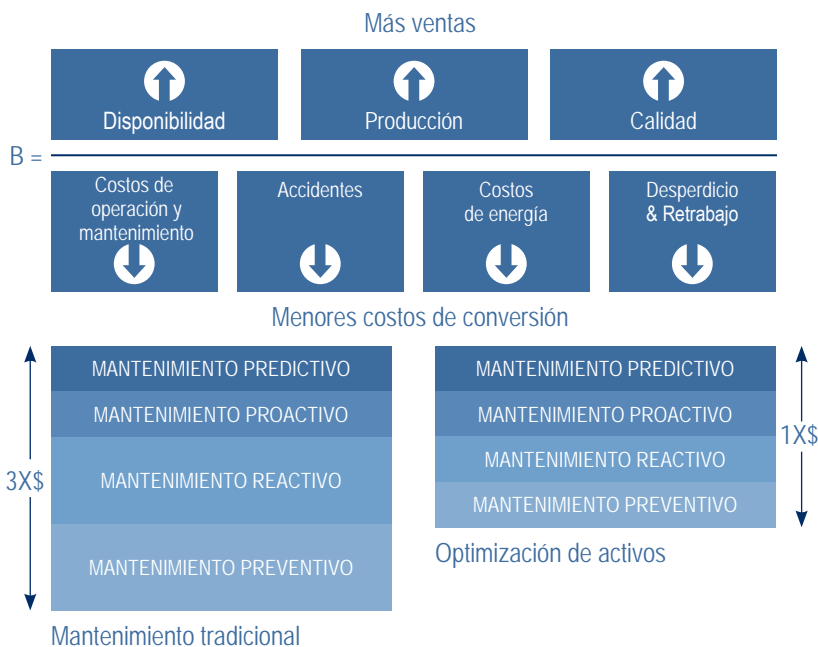 Más ventas
Disponibilidad
Producción
Calidad
B =
Costos de
operación y
mantenimiento
Accidentes
Costos
de energía
Desperdicio
& Retrabajo
Menores costos de conversión
3X$
MANTENIMIENTO PREDICTIVO
MANTENIMIENTO PROACTIVO
MANTENIMIENTO REACTIVO
MANTENIMIENTO PREVENTIVO
Mantenimiento tradicional
MANTENIMIENTO PREDICTIVO
MANTENIMIENTO PROACTIVO
MANTENIMIENTO REACTIVO
MANTENIMIENTO PREVENTIVO
1X$
Optimización de activos